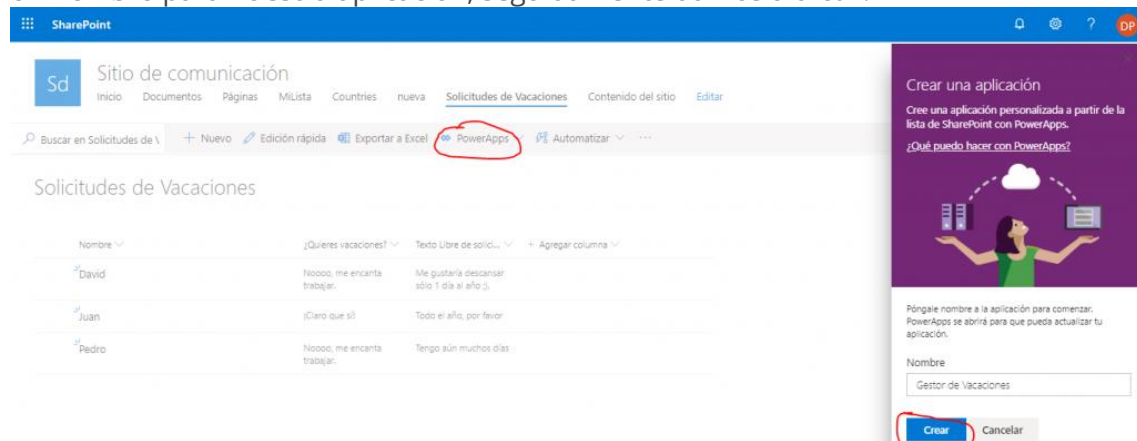 un nombre para nuestra aplicación, seguidamente
SharePoint
?
DP
Sd
Sitio de comunicación
Inicio Documentos Páginas MiLista Countries nueva Solicitudes de Vacaciones Contenido del sitio Editar
Buscar en Solicitudes de V
+ Nuevo Edición rápida Exportar a Excel PowerApps Automatizar ...
Solicitudes de Vacaciones
Nombre ¿Quieres vacaciones? Texto Libre de solici... + Agregar columna
David Noooo, me encanta trabajar. Me gustaría descansar sólo 1 día al año ;).
Juan ¡Claro que sí! Todo el año, por favor
Pedro Noooo, me encanta trabajar. Tengo aún muchos días
Crear una aplicación
Cree una aplicación personalizada a partir de la
lista de SharePoint con PowerApps.
¿Qué puedo hacer con PowerApps?
Póngale nombre a la aplicación para comenzar.
PowerApps se abrirá para que pueda actualizar tu
aplicación.
Nombre
Gestor de Vacaciones
Crear Cancelar